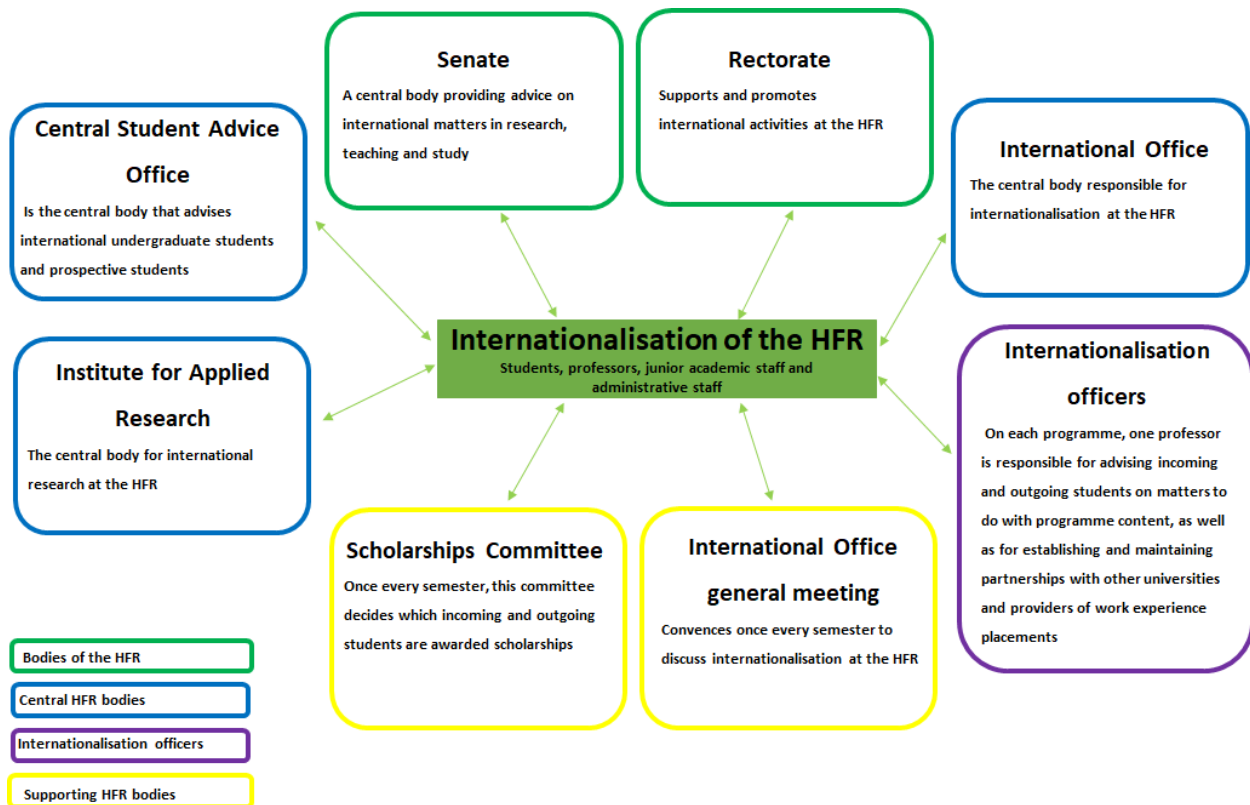 Senate
A central body providing advice on
international matters in research,
teaching and study
Rectorate
Supports and promotes
international activities at the HFR
Central Student Advice
Office
Is the central body that advises
international undergraduate students
and prospective students
International Office
The central body responsible for
internationalisation at the HFR
Internationalisation of the HFR
Students, professors, junior academic staff and
administrative staff
Institute for Applied
Research
The central body for international
research at the HFR
Internationalisation
officers
On each programme, one professor
is responsible for advising incoming
and outgoing students on matters to
do with programme content, as well
as for establishing and maintaining
partnerships with other universities
and providers of work experience
placements
Scholarships Committee
Once every semester, this committee
decides which incoming and outgoing
students are awarded scholarships
International Office
general meeting
Convences once every semester to
discuss internationalisation at the HFR
Bodies of the HFR
Central HFR bodies
Internationalisation officers
Supporting HFR bodies